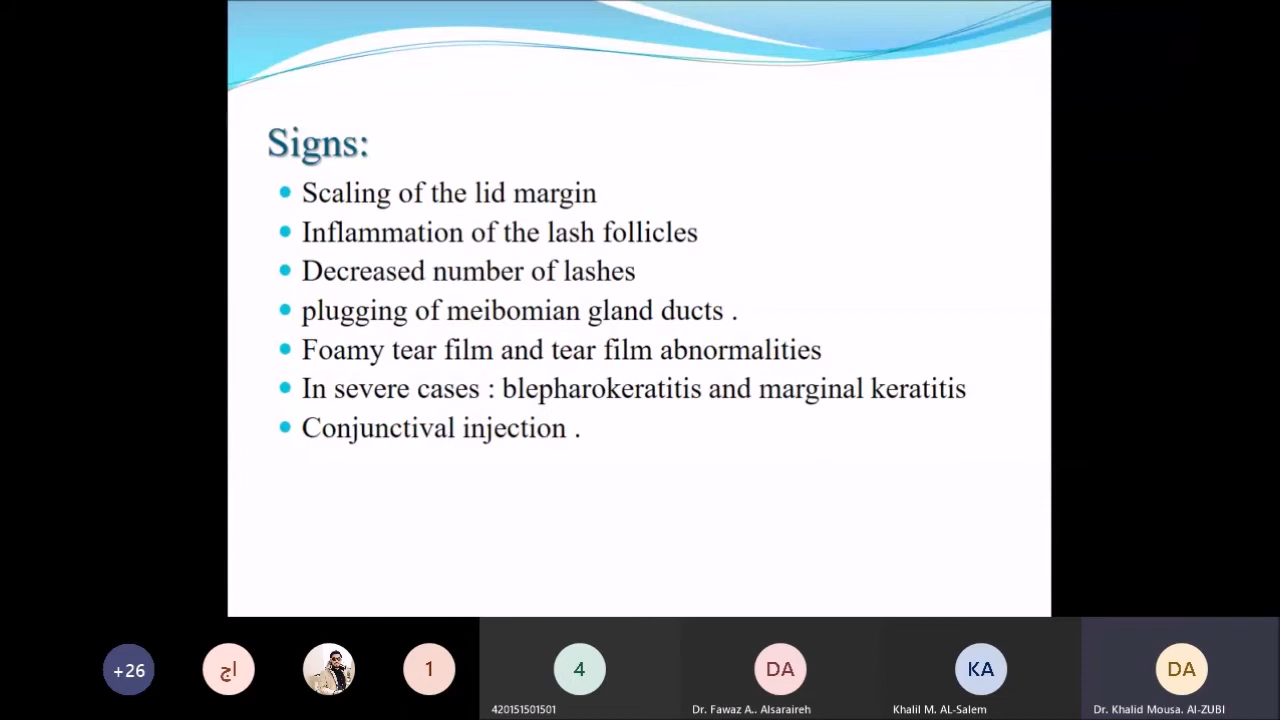 Signs:
Scaling of the lid margin
Inflammation of the lash follicles
Decreased number of lashes
plugging of meibomian gland ducts .
Foamy tear film and tear film abnormalities
In severe cases : blepharokeratitis and marginal keratitis
Conjunctival injection .
+26
اج
1
4
DA
KA
DA
420151501501
Dr. Fawaz A.. Alsaraireh
Khalil M. AL-Salem
Dr. Khalid Mousa. Al-ZUBI